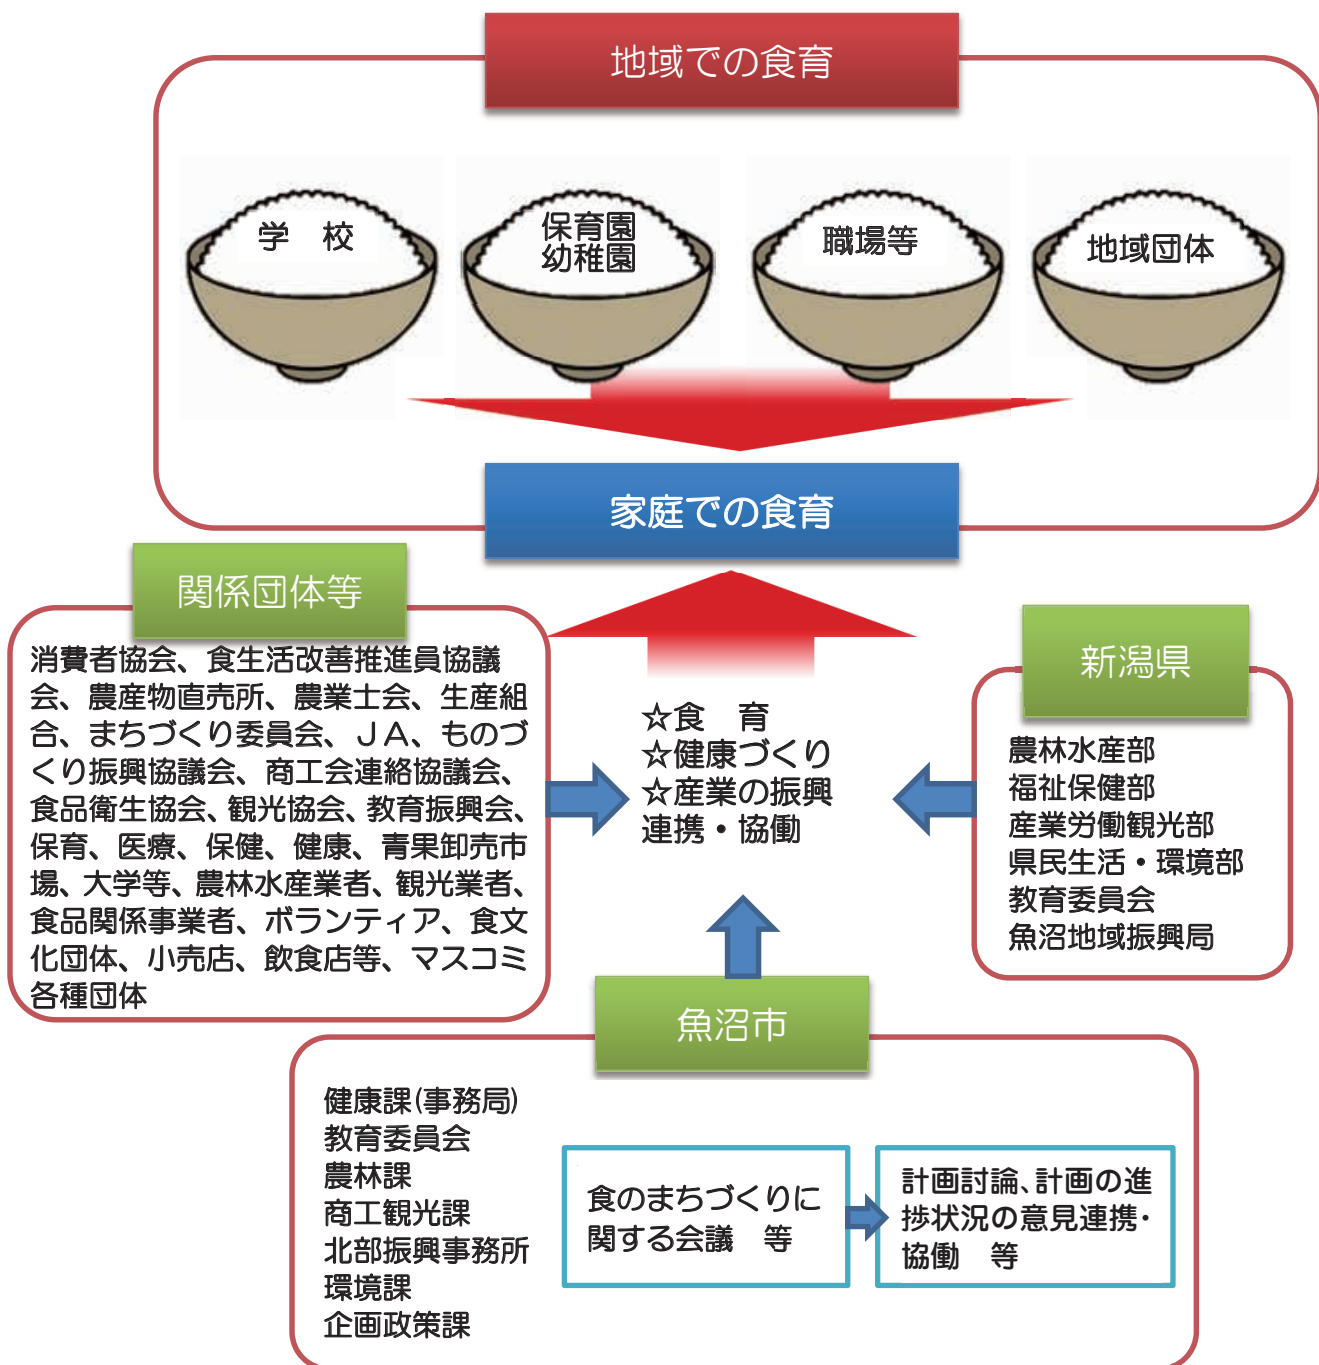 地域での食育
学　校
保育園
幼稚園
職場等
地域団体
家庭での食育
関係団体等
消費者協会、食生活改善推進員協議
会、農産物直売所、農業士会、生産組
合、まちづくり委員会、ＪＡ、ものづ
くり振興協議会、商工会連絡協議会、
食品衛生協会、観光協会、教育振興会、
保育、医療、保健、健康、青果卸売市
場、大学等、農林水産業者、観光業者、
食品関係事業者、ボランティア、食文
化団体、小売店、飲食店等、マスコミ
各種団体
☆食　育
☆健康づくり
☆産業の振興
連携・協働
新潟県
農林水産部
福祉保健部
産業労働観光部
県民生活・環境部
教育委員会
魚沼地域振興局
魚沼市
健康課(事務局)
教育委員会
農林課
商工観光課
北部振興事務所
環境課
企画政策課
食のまちづくりに
関する会議　等
計画討論、計画の進
捗状況の意見連携・
協働　等